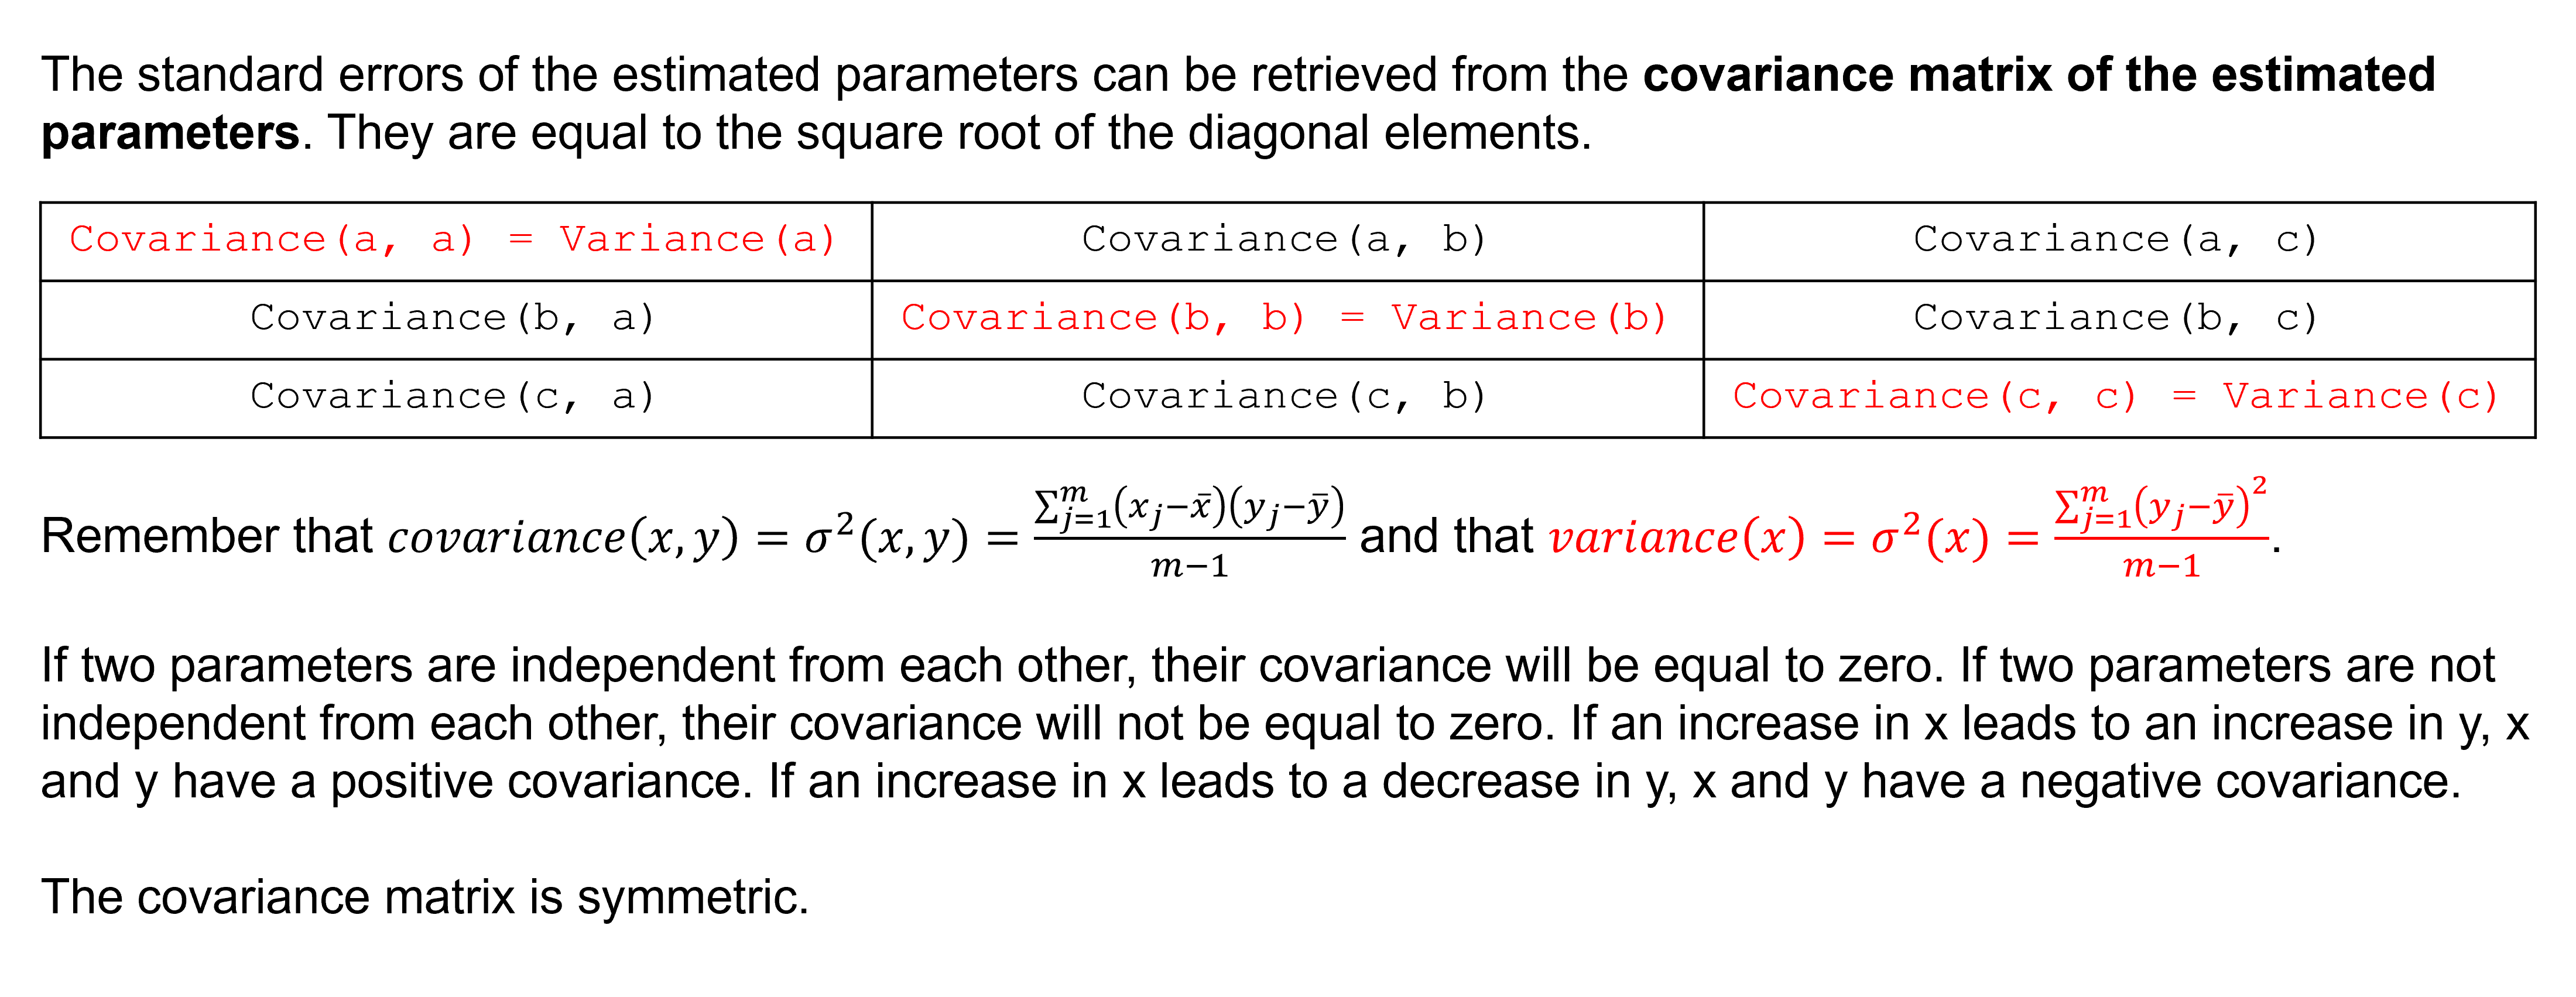 The standard errors of the estimated parameters can be retrieved from the covariance matrix of the estimated
parameters. They are equal to the square root of the diagonal elements.
Covariance(a, a) = Variance(a) Covariance(a, b) Covariance(a, c)
Covariance(b, a) Covariance(b, b) = Variance(b) Covariance(b, c)
Covariance(c, a) Covariance(c, b) Covariance(c, c) = Variance(c)
Remember that $covariance(x, y) = \sigma^2(x, y) = \frac{\sum_{j=1}^{m}(x_j-\bar{x})(y_j-\bar{y})}{m-1}$ and that $variance(x) = \sigma^2(x) = \frac{\sum_{j=1}^{m}(y_j-\bar{y})^2}{m-1}$.
If two parameters are independent from each other, their covariance will be equal to zero. If two parameters are not
independent from each other, their covariance will not be equal to zero. If an increase in x leads to an increase in y, x
and y have a positive covariance. If an increase in x leads to a decrease in y, x and y have a negative covariance.
The covariance matrix is symmetric.